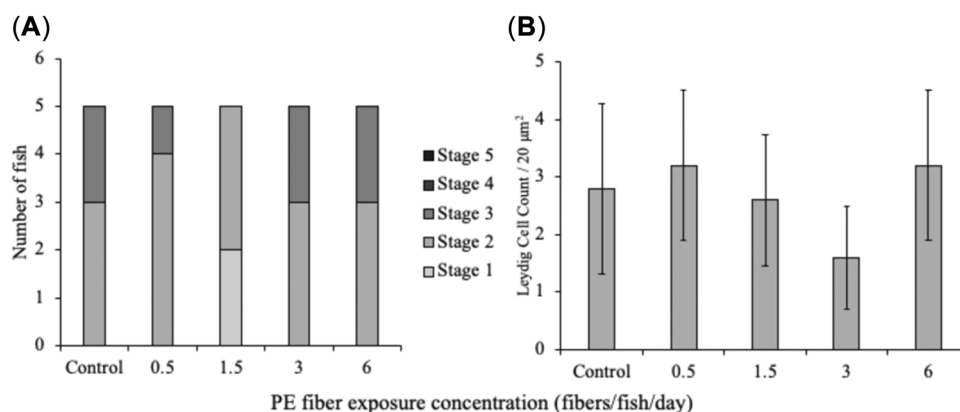 (A)
6
5
4
3
2
1
0
Number of fish
Control 0.5 1.5 3 6
Stage 5
Stage 4
Stage 3
Stage 2
Stage 1
(B)
5
4
3
2
1
0
Leydig Cell Count / 20 µm²
Control 0.5 1.5 3 6
PE fiber exposure concentration (fibers/fish/day)